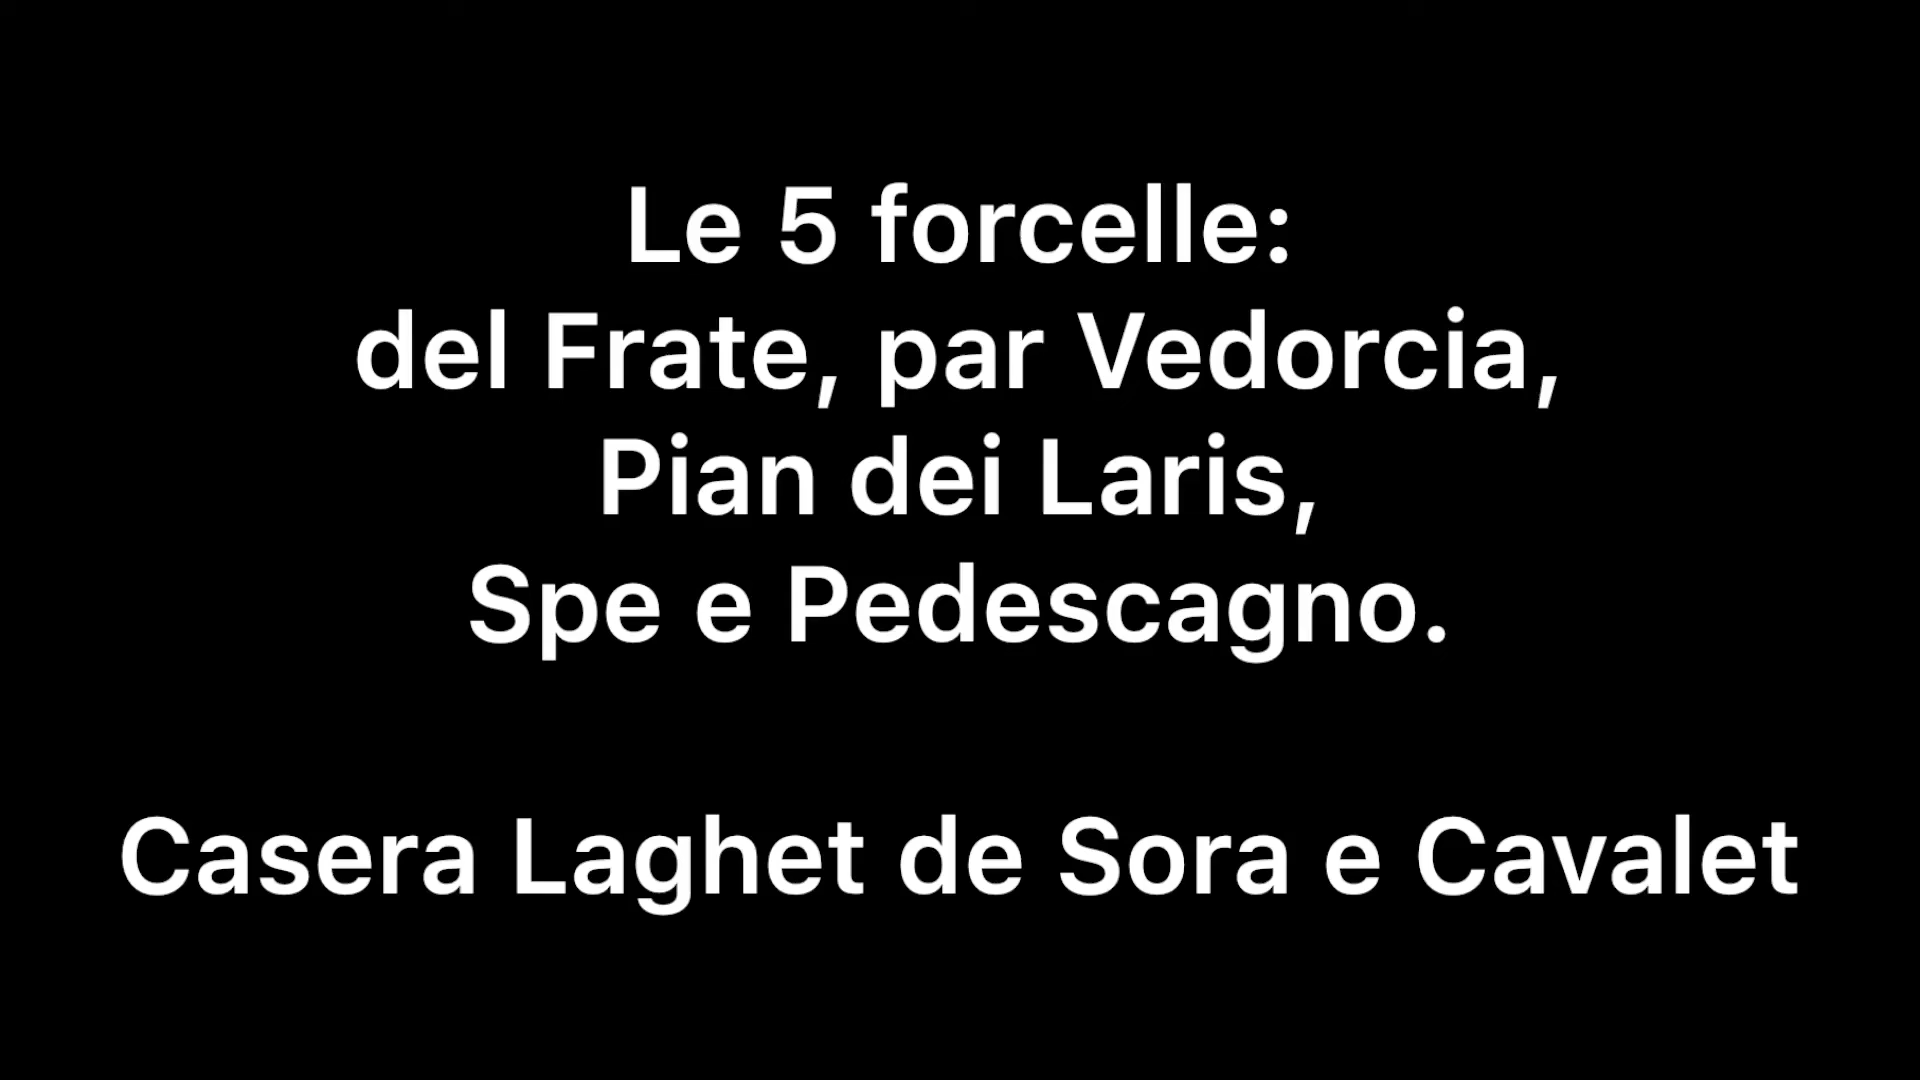 Le 5 forcelle:
del Frate, par Vedorcia,
Pian dei Laris,
Spe e Pedescagno.
Casera Laghet de Sora e Cavalet